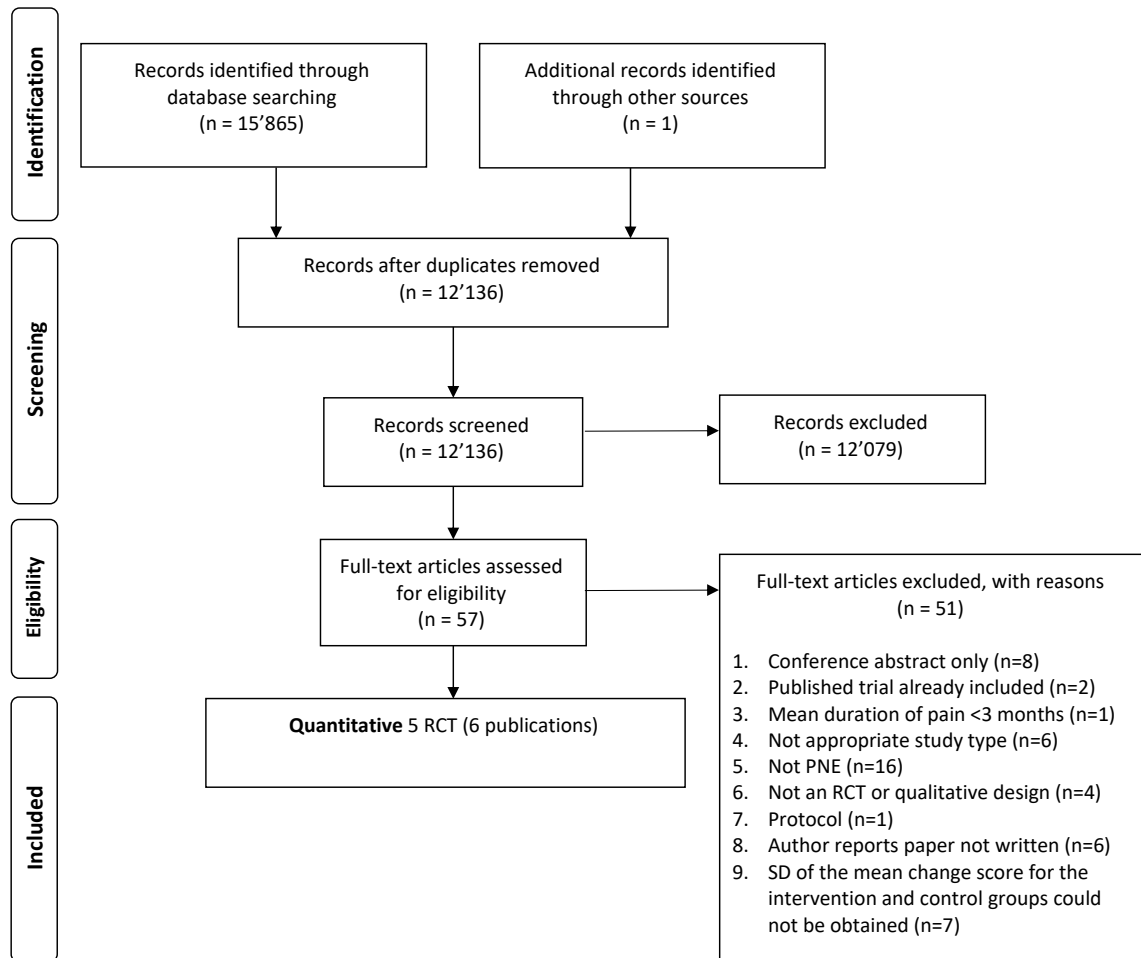 Identification
Records identified through
database searching
(n = 15’865)
Additional records identified
through other sources
(n = 1)
Screening
Records after duplicates removed
(n = 12’136)
Records screened
(n = 12’136)
Records excluded
(n = 12’079)
Eligibility
Full-text articles assessed
for eligibility
(n = 57)
Full-text articles excluded, with reasons
(n = 51)
1. Conference abstract only (n=8)
2. Published trial already included (n=2)
3. Mean duration of pain <3 months (n=1)
4. Not appropriate study type (n=6)
5. Not PNE (n=16)
6. Not an RCT or qualitative design (n=4)
7. Protocol (n=1)
8. Author reports paper not written (n=6)
9. SD of the mean change score for the
intervention and control groups could
not be obtained (n=7)
Included
Quantitative 5 RCT (6 publications)